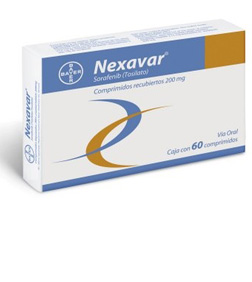 BAYER
Nexavar®
Sorafenib (Tosilato)
Comprimidos recubiertos 200 mg
Vía Oral
Caja con 60 comprimidos